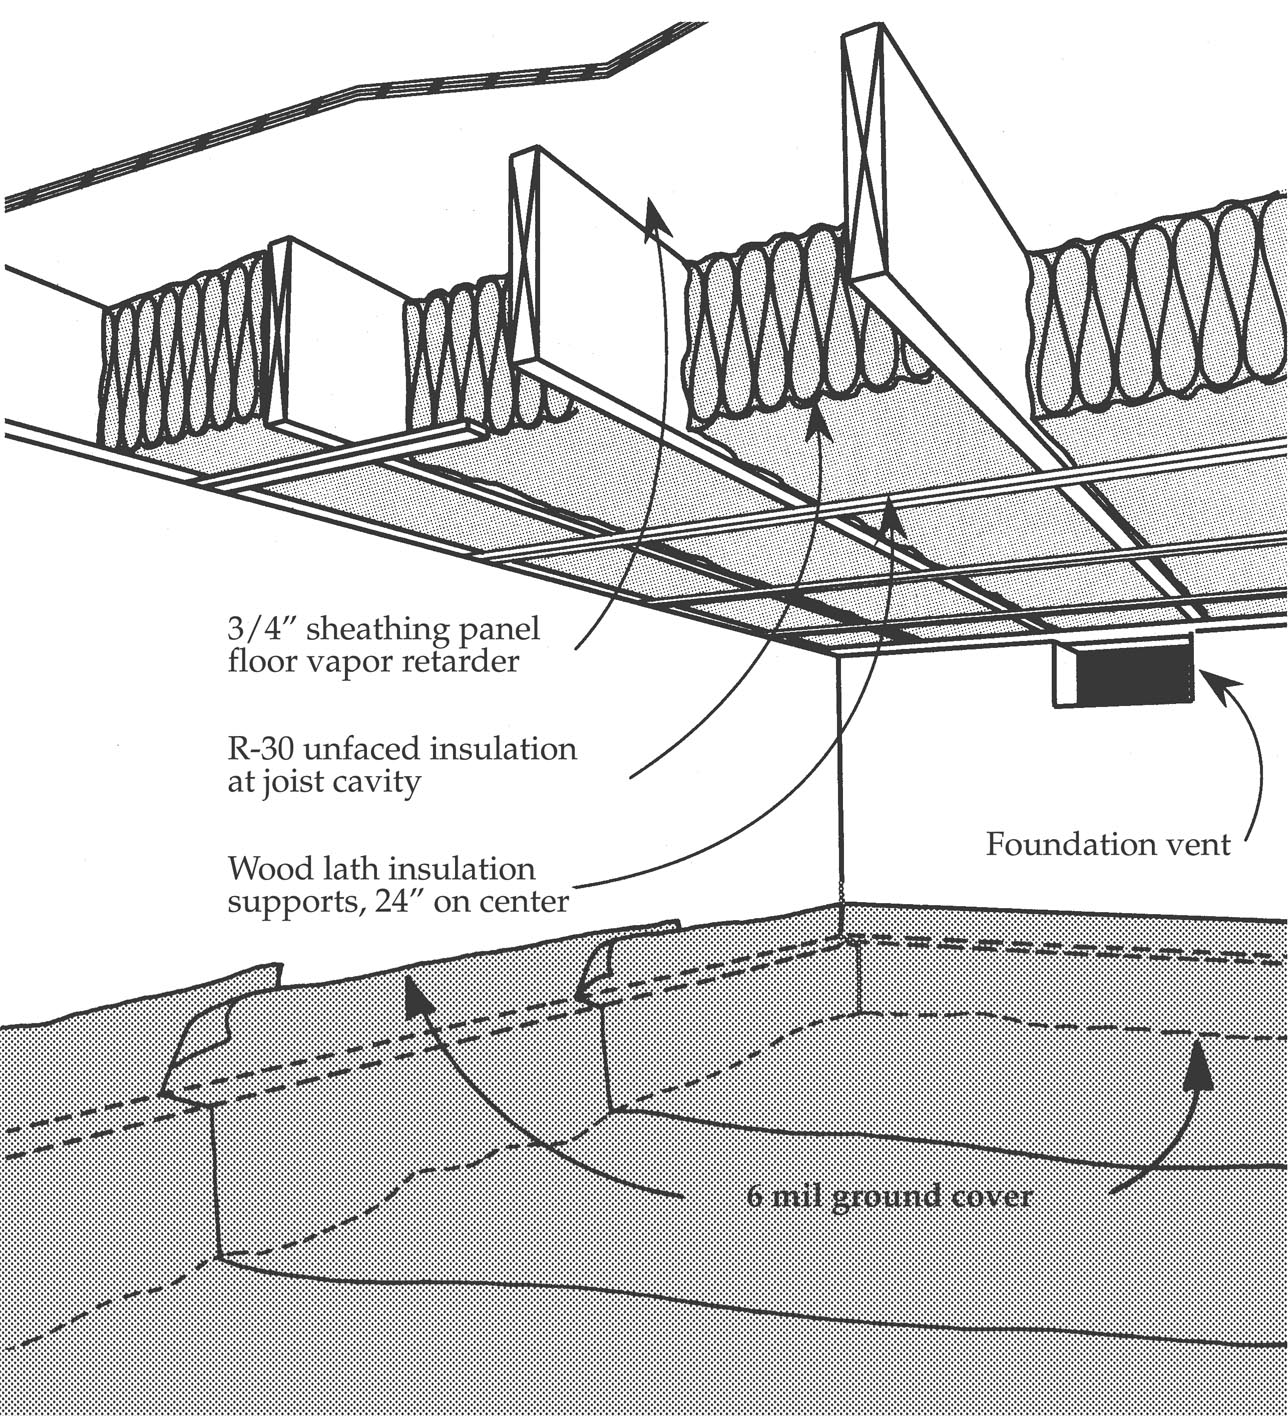 3/4” sheathing panel
floor vapor retarder
R-30 unfaced insulation
at joist cavity
Wood lath insulation
supports, 24” on center
Foundation vent
6 mil ground cover